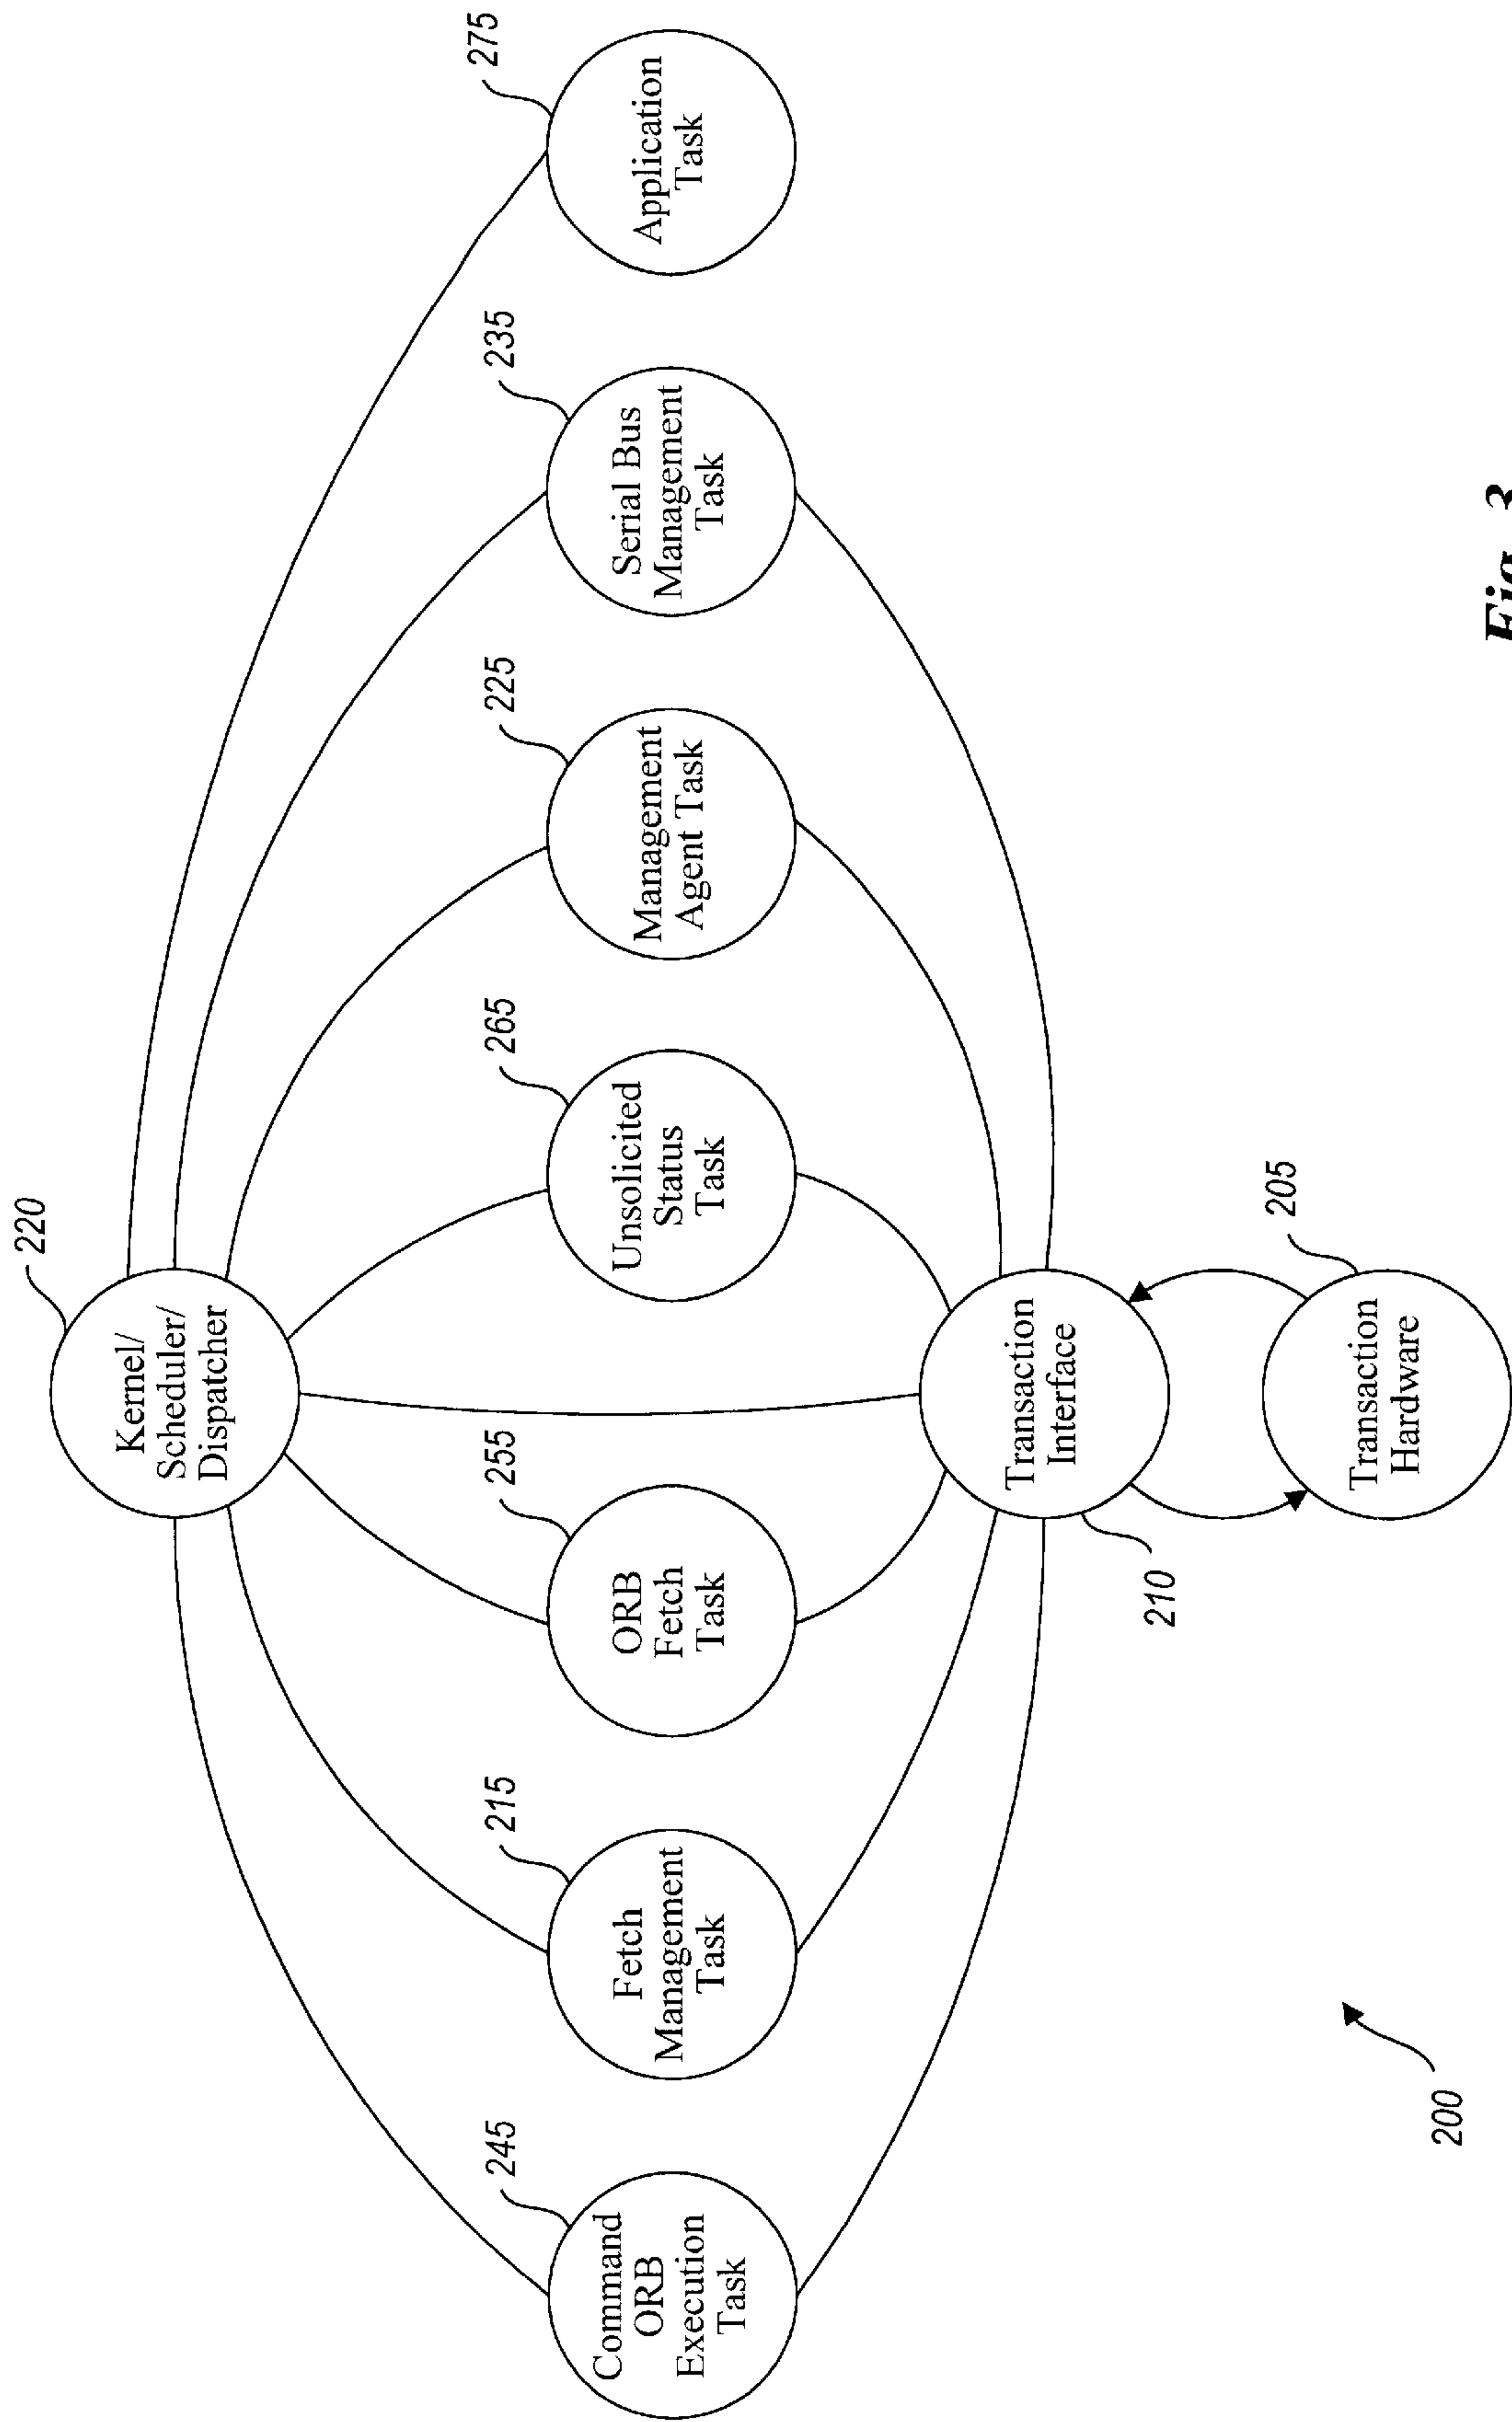 220
Kernel/
Scheduler/
Dispatcher
245
Command
ORB
Execution
Task
215
Fetch
Management
Task
255
ORB
Fetch
Task
265
Unsolicited
Status
Task
225
Management
Agent Task
235
Serial Bus
Management
Task
275
Application
Task
Transaction
Interface
210
205
Transaction
Hardware
200
Fig. 3